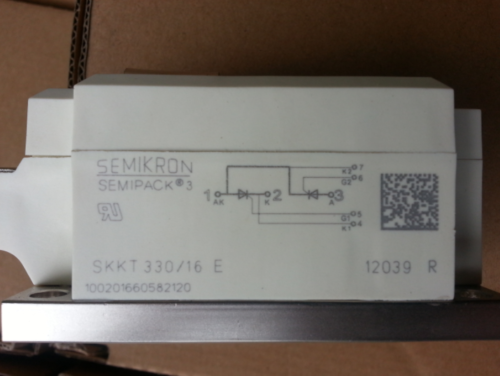 SEMIKRON
SEMIPACK®3
1 AK K 2 A 3
K2 7
G2 6
G1 5
K1 4
SKKT 330/16 E
12039 R
100201660582120